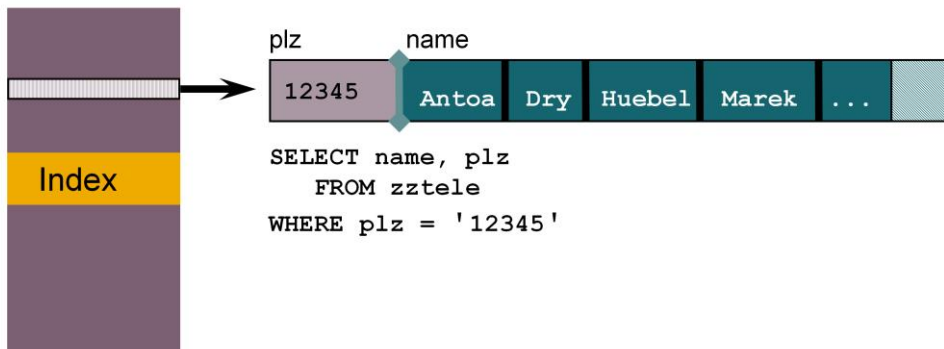 plz name
12345 Antoa Dry Huebel Marek ...
Index
SELECT name, plz
FROM zztele
WHERE plz = '12345'